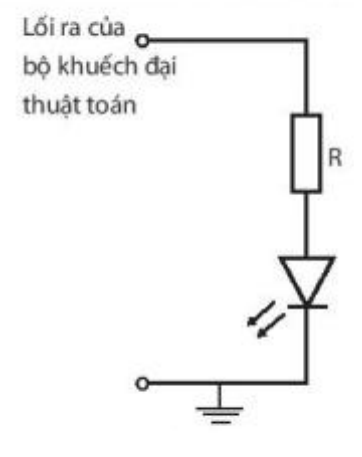 Lối ra của
bộ khuếch đại
thuật toán
R